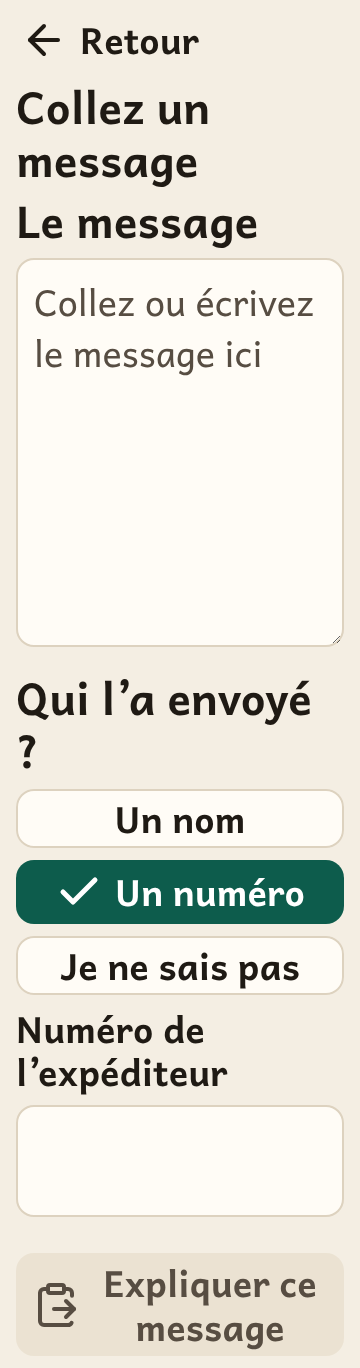 Retour
Collez un
message
Le message
Collez ou écrivez
le message ici
Qui l’a envoyé
?
Un nom
Un numéro
Je ne sais pas
Numéro de
l’expéditeur
Expliquer ce
message